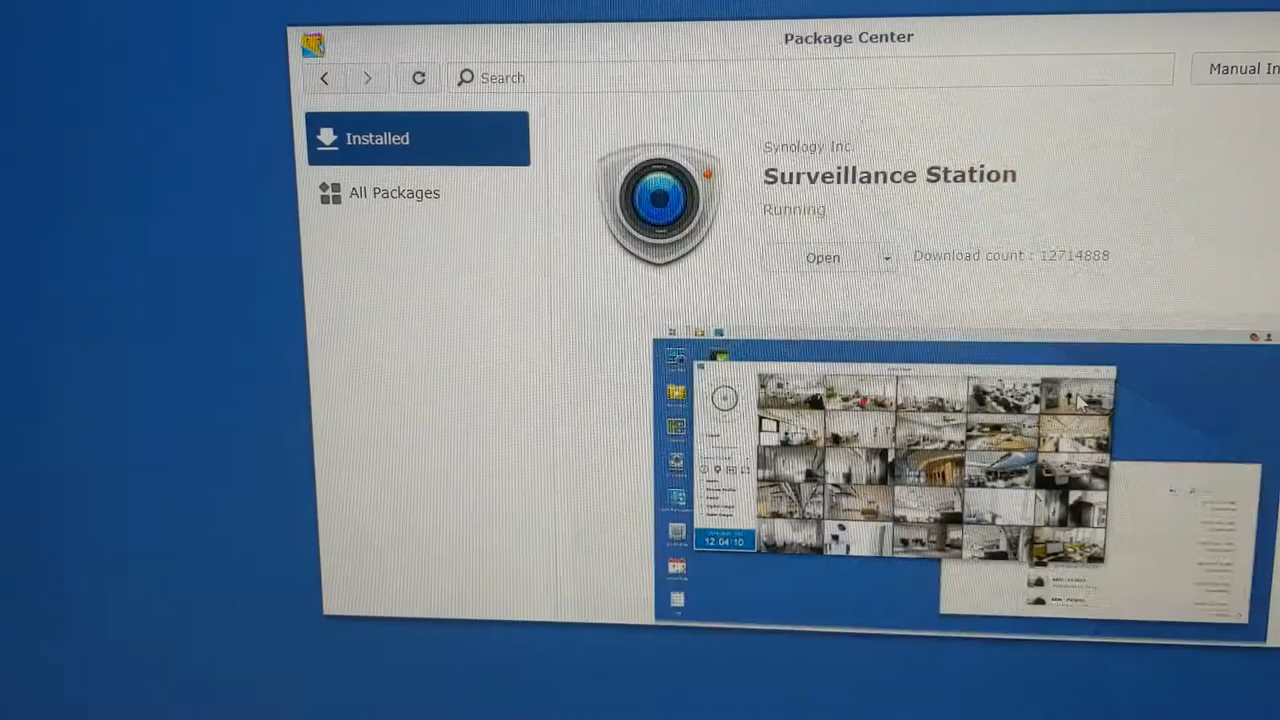 Package Center
Search
Manual In
Installed
All Packages
Synology Inc.
Surveillance Station
Running
Open
Download count : 12714888
12:04:10